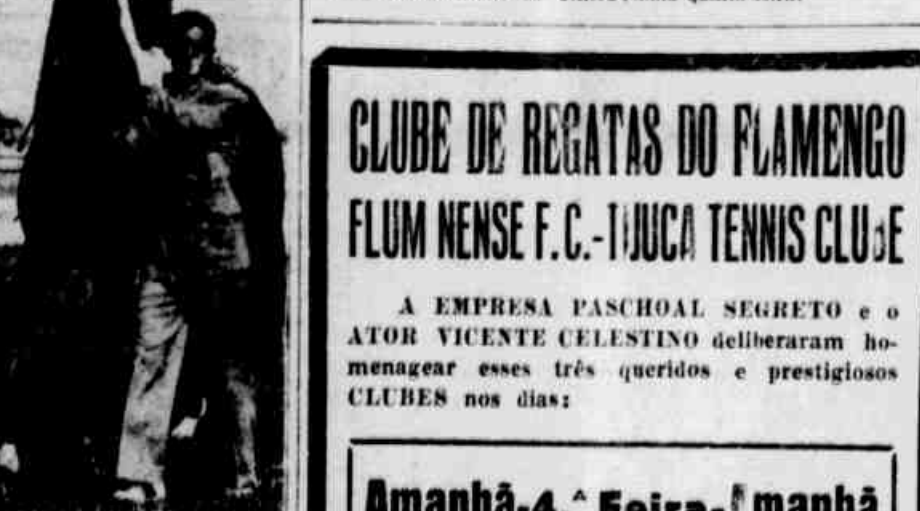 CLUBE DE REGATAS DO FLAMENGO
FLUM NENSE F.C.-TIJUCA TENNIS CLUBE
A EMPRESA PASCHOAL SEGRETO e o
ATOR VICENTE CELESTINO deliberaram ho-
menagear esses três queridos e prestigiosos
CLUBES nos dias:
Amanhã-4.ª Feira-Amanhã